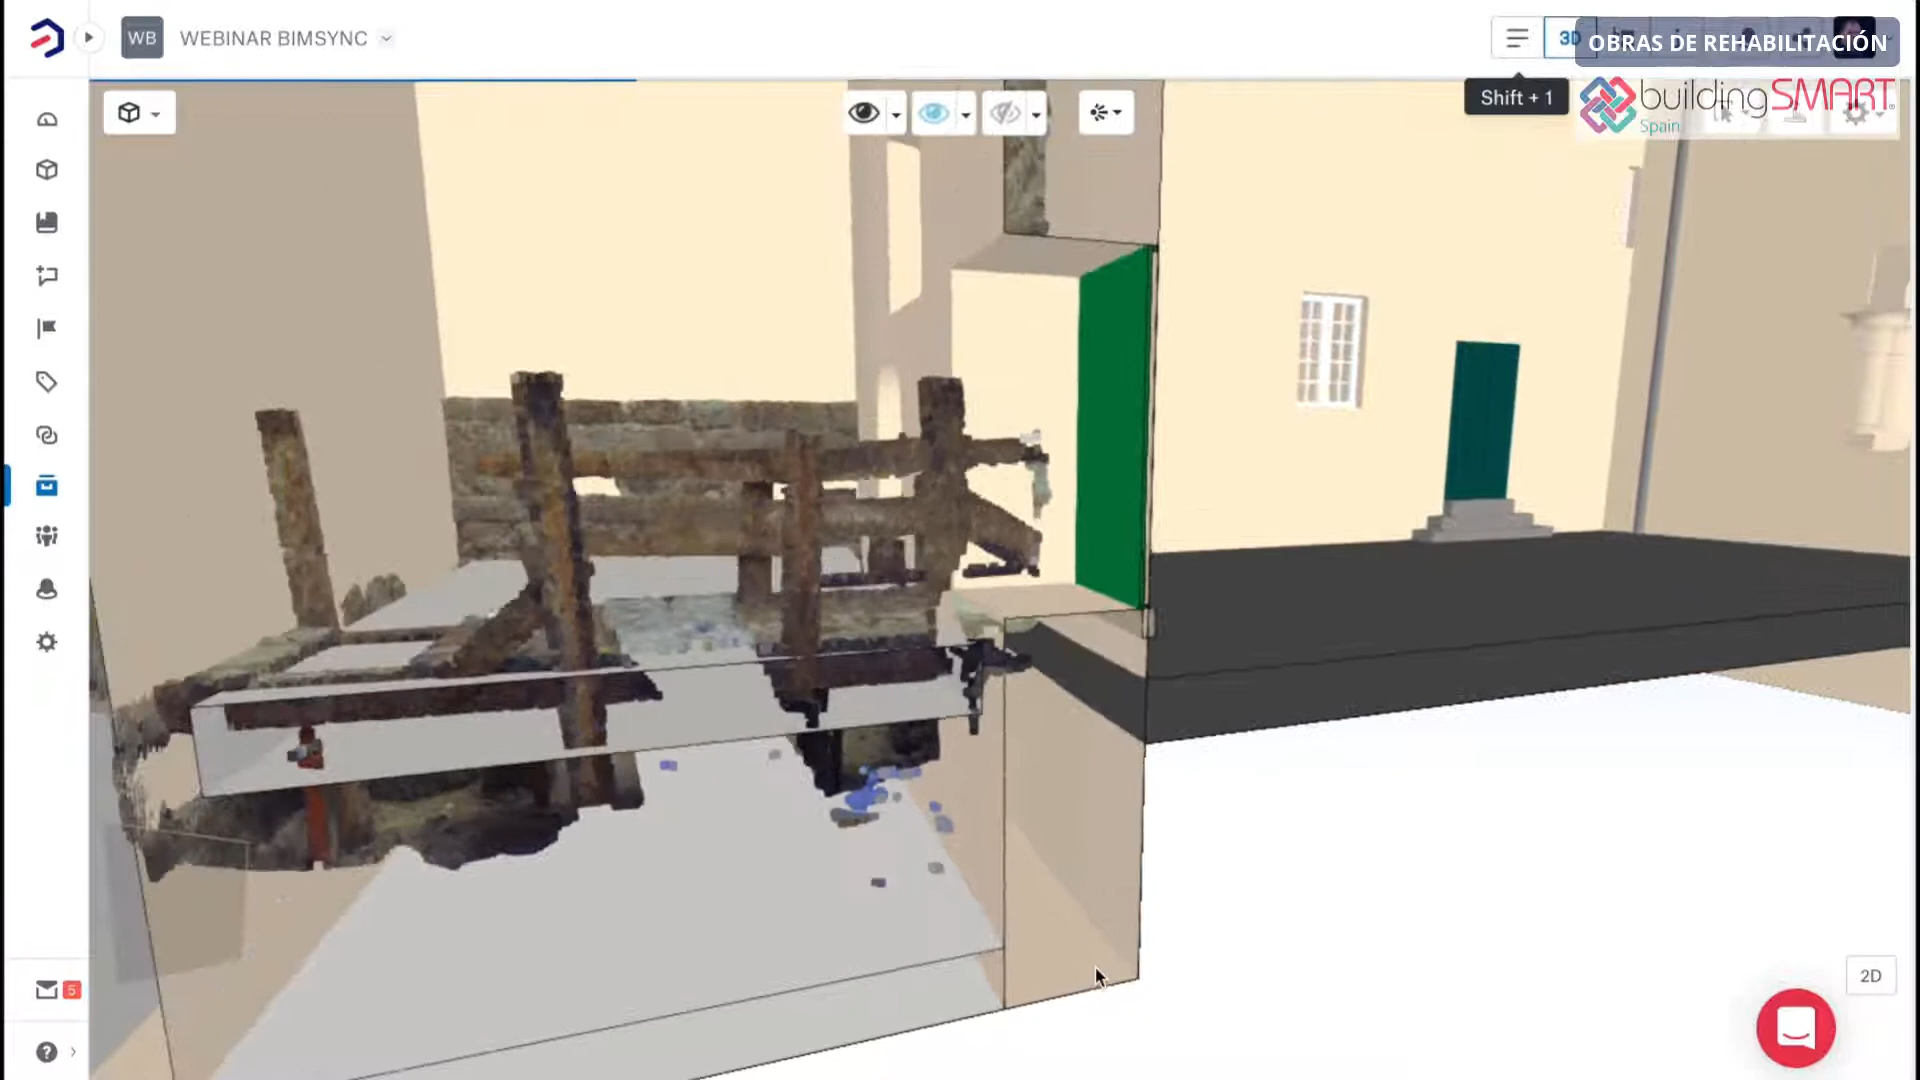 WB
WEBINAR BIMSYNC
3D
OBRAS DE REHABILITACIÓN
Shift + 1
buildingSMART
Spain
5
2D